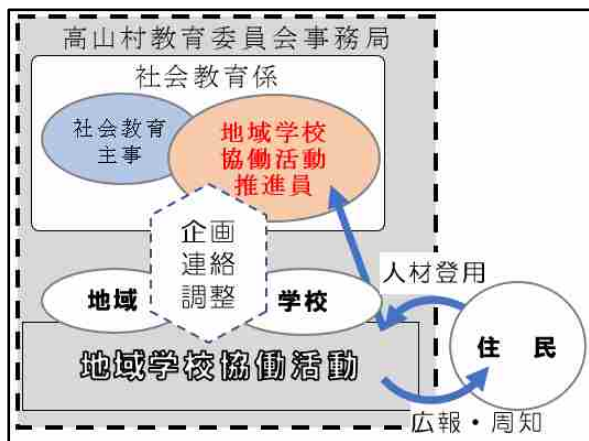 高山村教育委員会事務局
社会教育係
社会教育
主事
地域学校
協働活動
推進員
企画
連絡
調整
地域
学校
人材登用
住 民
地域学校協働活動
広報・周知